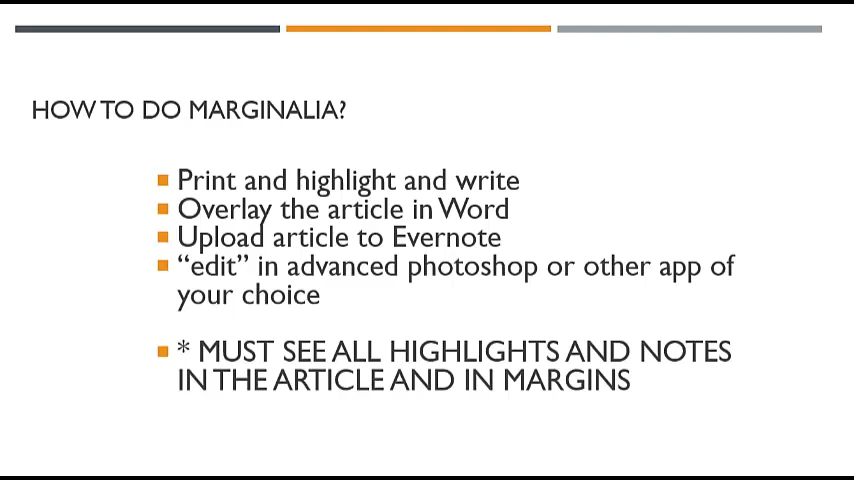 HOW TO DO MARGINALIA?
Print and highlight and write
Overlay the article in Word
Upload article to Evernote
“edit” in advanced photoshop or other app of
your choice
* MUST SEE ALL HIGHLIGHTS AND NOTES
IN THE ARTICLE AND IN MARGINS